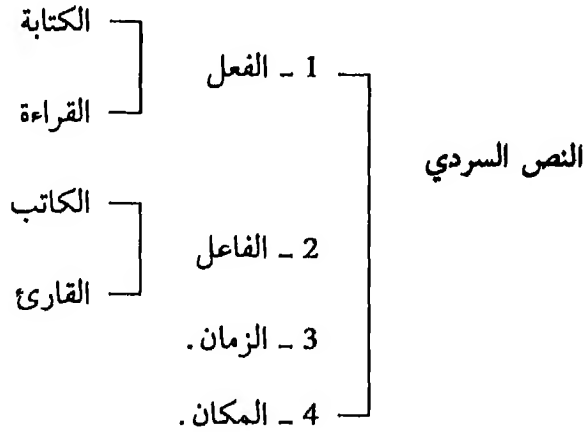 النص السردي
1 ـ الفعل
الكتابة
القراءة
2 ـ الفاعل
الكاتب
القارئ
3 ـ الزمان .
4 ـ المكان .